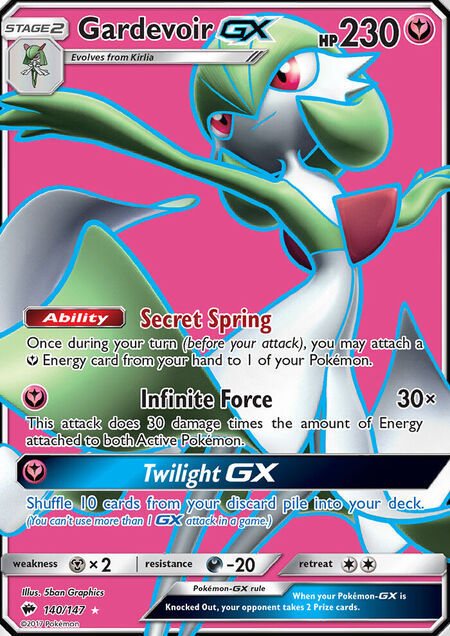 STAGE 2 Gardevoir GX HP 230
Evolves from Kirlia
Ability Secret Spring
Once during your turn (before your attack), you may attach a
Energy card from your hand to 1 of your Pokémon.
Infinite Force 30×
This attack does 30 damage times the amount of Energy
attached to both Active Pokémon.
Twilight GX
Shuffle 10 cards from your discard pile into your deck.
(You can't use more than 1 GX attack in a game.)
weakness ×2 resistance -20 retreat
Illus. 5ban Graphics
140/147
©2017 Pokémon
Pokémon-GX rule
When your Pokémon-GX is
Knocked Out, your opponent takes 2 Prize cards.